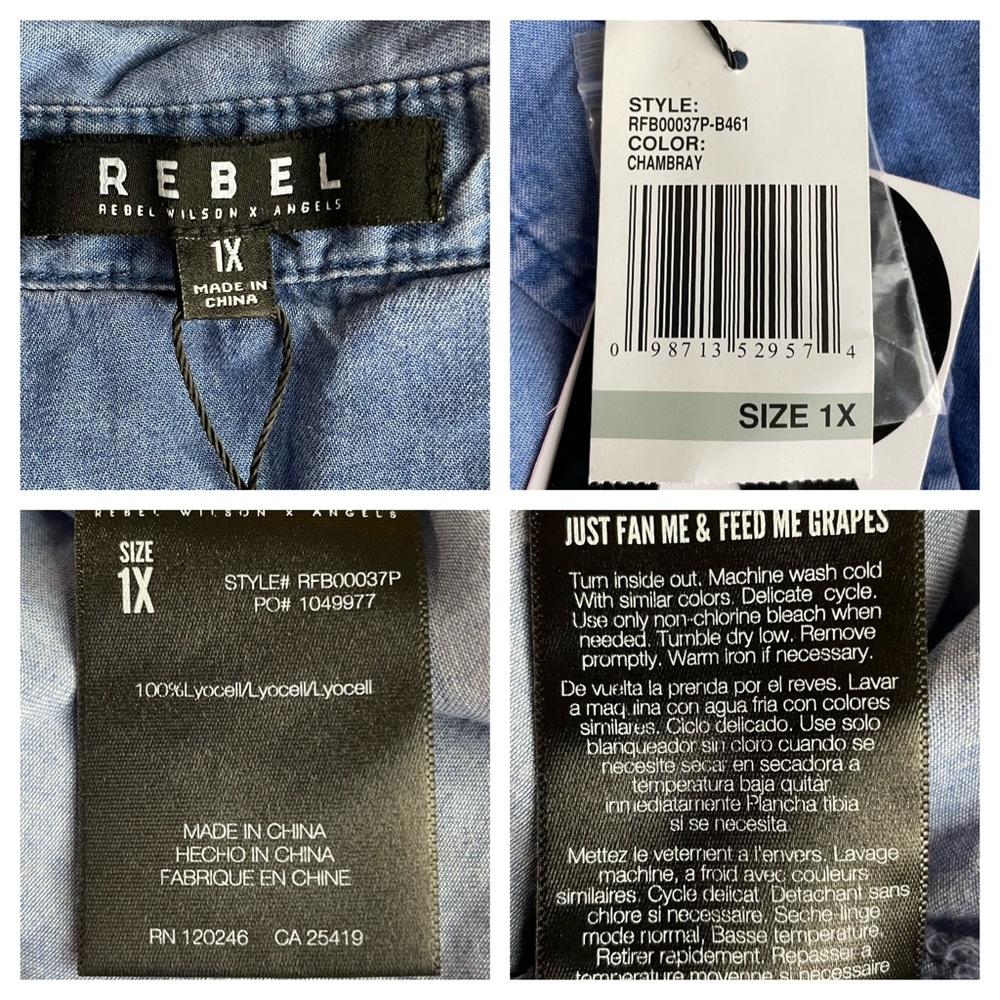 REBEL
REBEL WILSON X ANGELS
1X
MADE IN
CHINA
STYLE:
RFB00037P-B461
COLOR:
CHAMBRAY
0 98713 52957 4
SIZE 1X
REBEL WILSON X ANGELS
SIZE
1X
STYLE# RFB00037P
PO# 1049977
100%Lyocell/Lyocell/Lyocell
MADE IN CHINA
HECHO IN CHINA
FABRIQUE EN CHINE
RN 120246 CA 25419
JUST FAN ME & FEED ME GRAPES
Turn inside out. Machine wash cold
With similar colors. Delicate cycle.
Use only non-chlorine bleach when
needed. Tumble dry low. Remove
promptly. Warm iron if necessary.
De vuelta la prenda por el reves. Lavar
a maquina con agua fria con colores
similares. Ciclo delicado. Use solo
blanqueador sin cloro cuando se
necesite secar en secadora a
temperatura baja quitar
inmediatamente Plancha tibia
si se necesita
Mettez le vetement a l'envers. Lavage
machine, a froid avec couleurs
similaires. Cycle delicat Detachant sans
chlore si necessaire. Seche-linge
mode normal, Basse temperature.
Retirer rapidement. Repasser a
temperature moyenne si necessaire